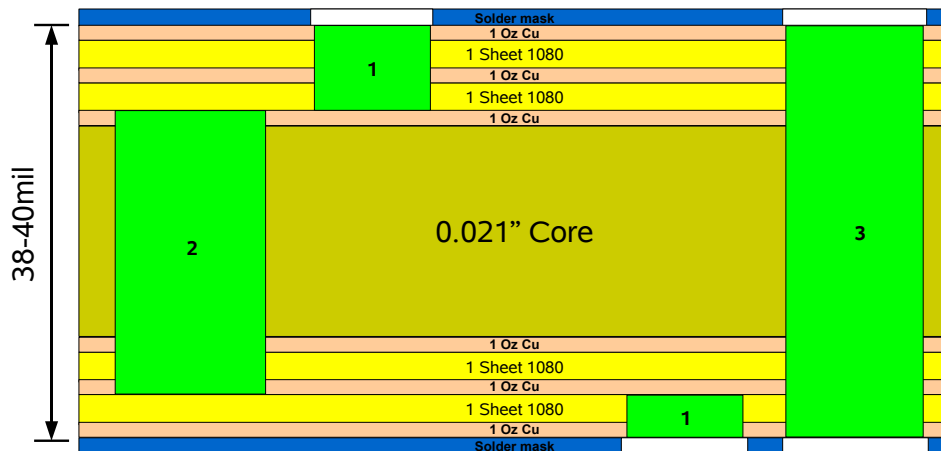 Solder mask
1 Oz Cu
1 Sheet 1080
1
1 Oz Cu
1 Sheet 1080
1 Oz Cu
38-40mil
2
0.021” Core
3
1 Oz Cu
1 Sheet 1080
1 Oz Cu
1 Sheet 1080
1
1 Oz Cu
Solder mask